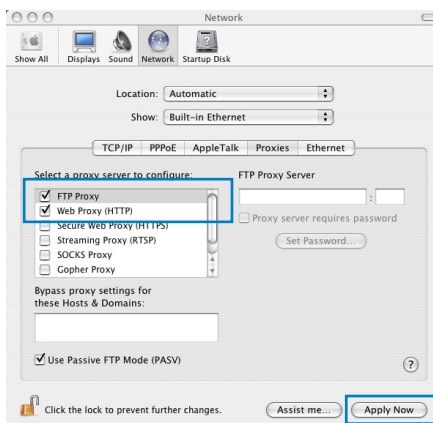 Network
Show All Displays Sound Network Startup Disk
Location: Automatic
Show: Built-in Ethernet
TCP/IP PPPoE AppleTalk Proxies Ethernet
Select a proxy server to configure:
FTP Proxy
Web Proxy (HTTP)
Secure Web Proxy (HTTPS)
Streaming Proxy (RTSP)
SOCKS Proxy
Gopher Proxy
FTP Proxy Server
:
Proxy server requires password
Set Password...
Bypass proxy settings for
these Hosts & Domains:
Use Passive FTP Mode (PASV)
?
Click the lock to prevent further changes.
Assist me... Apply Now